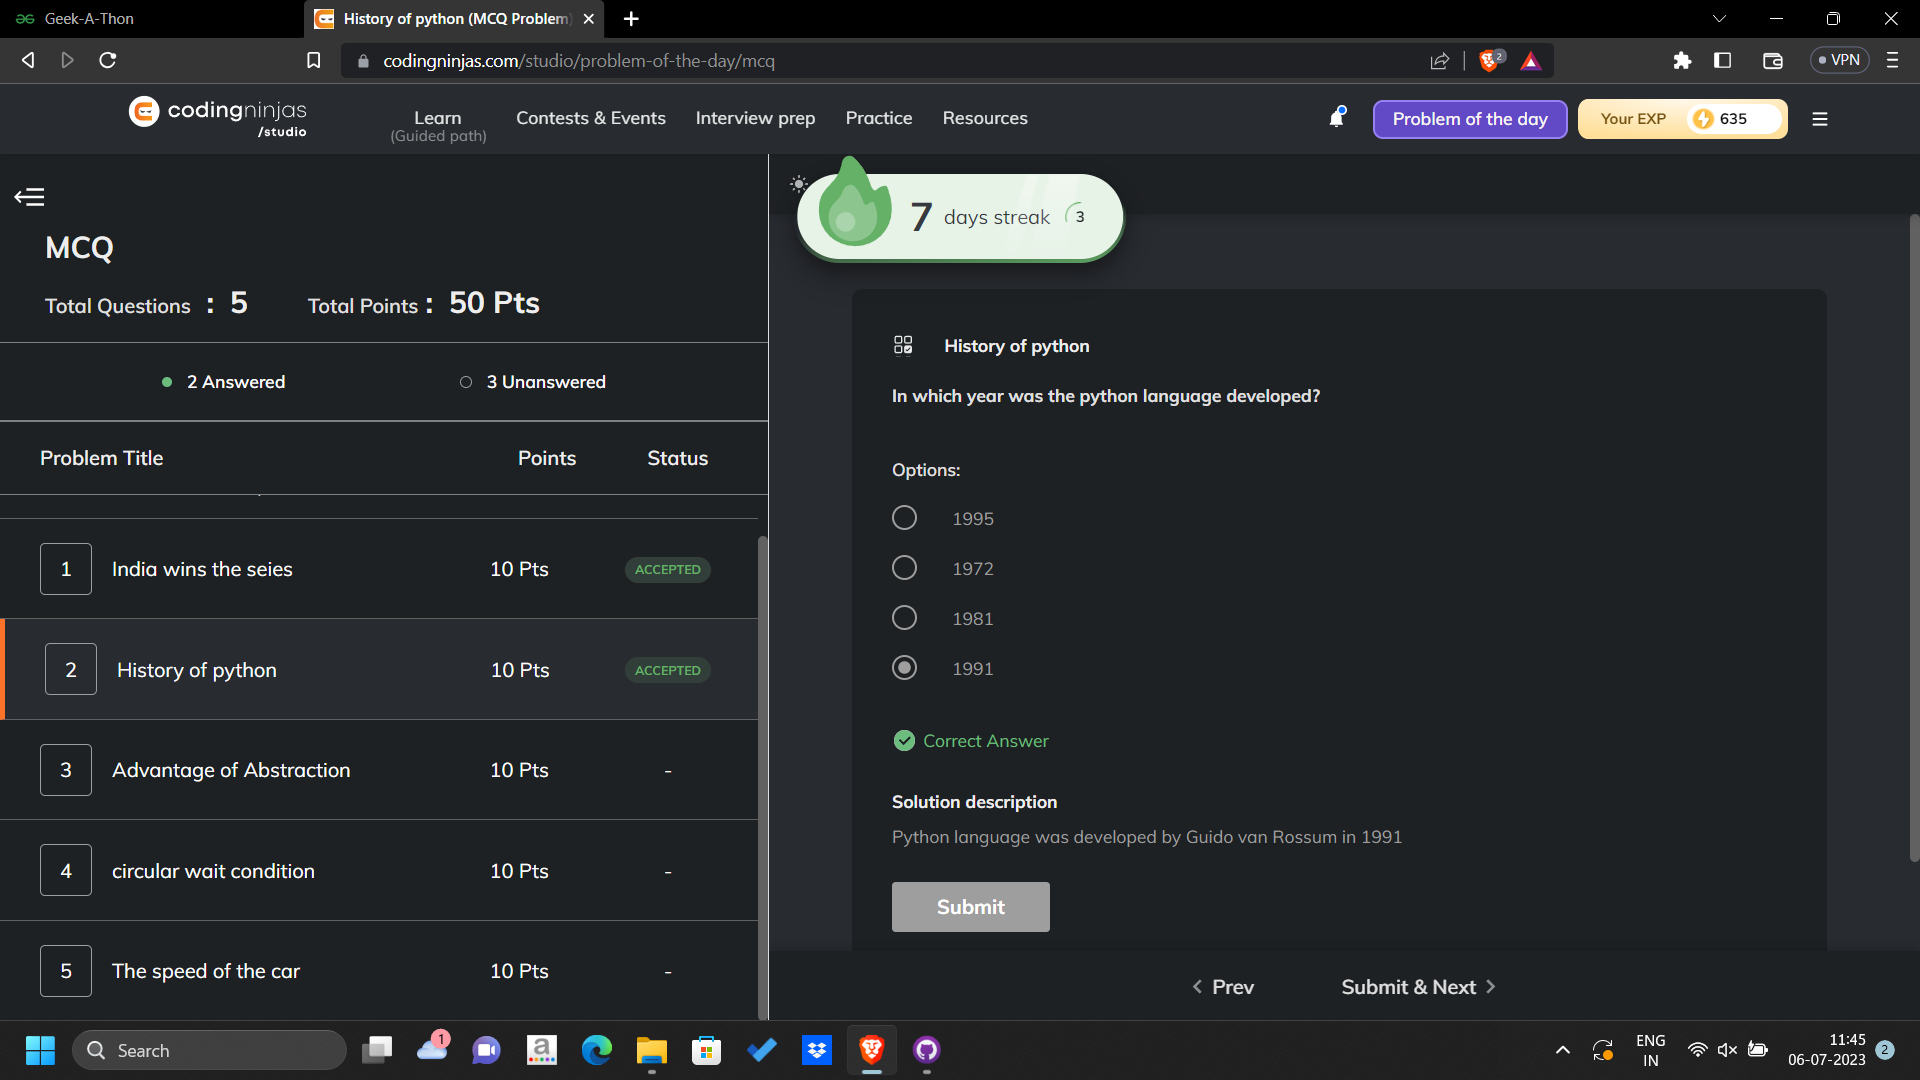 Geek-A-Thon
History of python (MCQ Problem)
codingninjas.com/studio/problem-of-the-day/mcq
2
VPN
codingninjas
/studio
Learn
(Guided path)
Contests & Events
Interview prep
Practice
Resources
Problem of the day
Your EXP
635
7 days streak 3
MCQ
Total Questions : 5
Total Points : 50 Pts
2 Answered
3 Unanswered
Problem Title Points Status
1 India wins the seies 10 Pts ACCEPTED
2 History of python 10 Pts ACCEPTED
3 Advantage of Abstraction 10 Pts -
4 circular wait condition 10 Pts -
5 The speed of the car 10 Pts -
History of python
In which year was the python language developed?
Options:
1995
1972
1981
1991
Correct Answer
Solution description
Python language was developed by Guido van Rossum in 1991
Submit
Prev
Submit & Next
Search
1
a
ENG
IN
11:45
06-07-2023
2